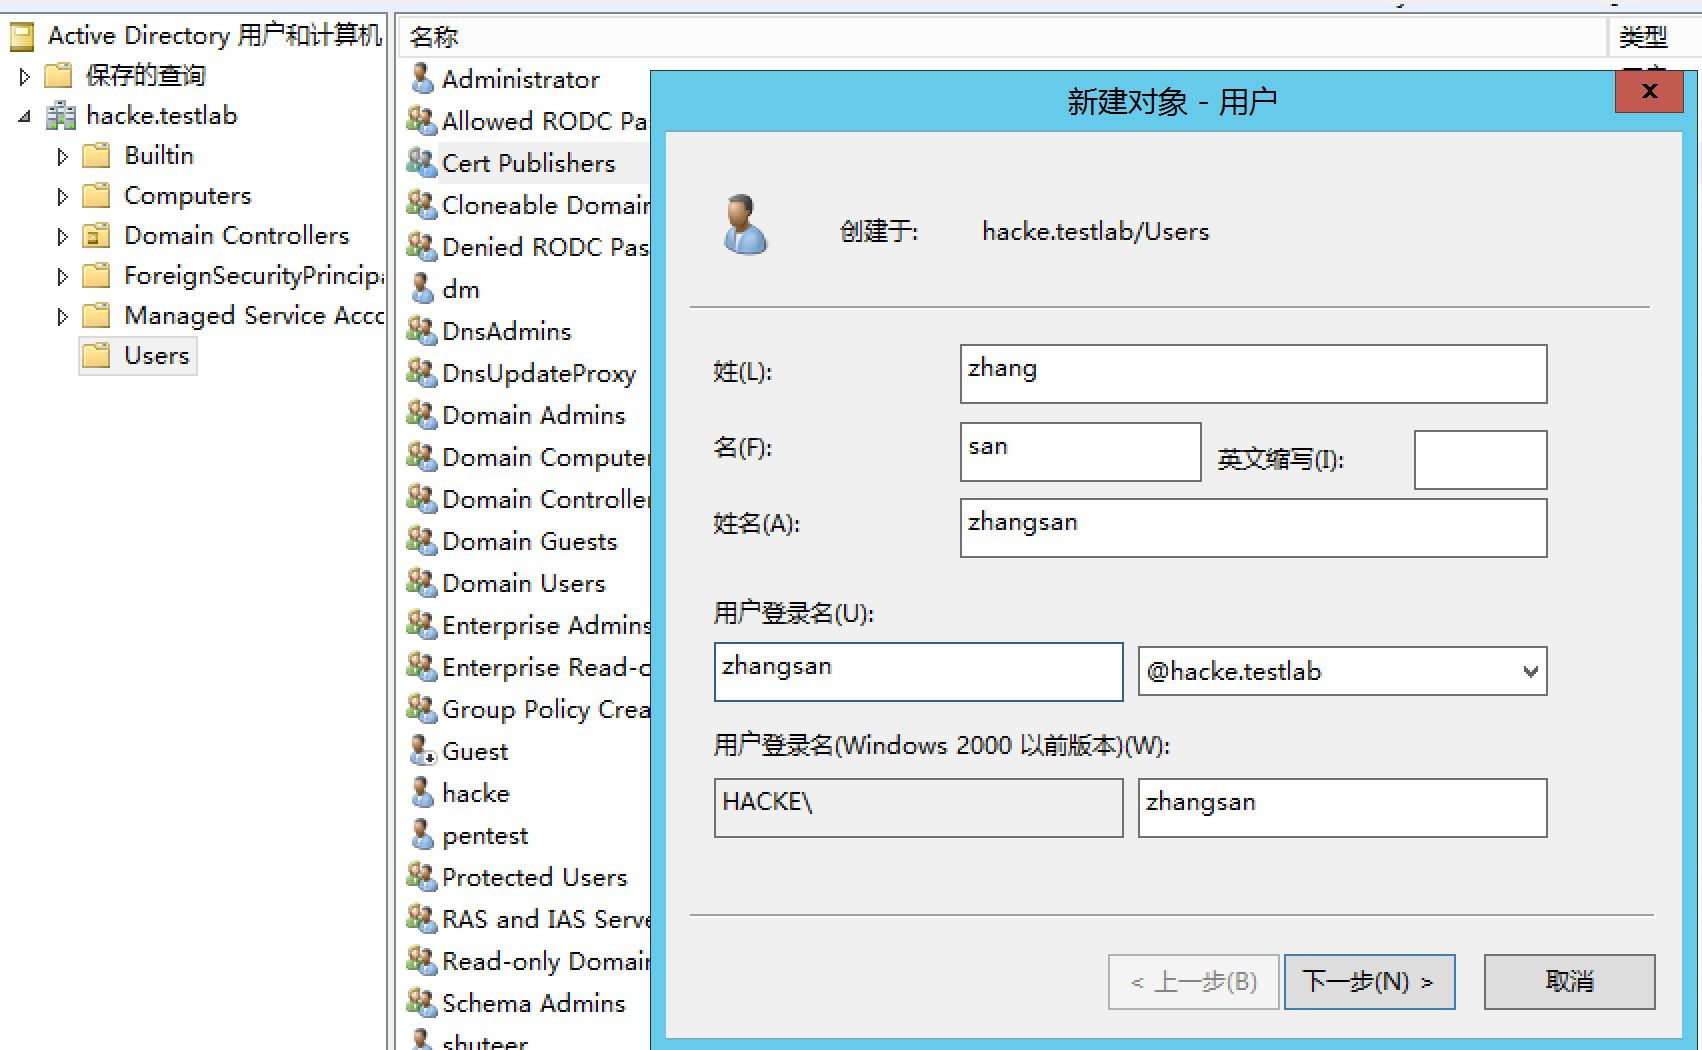 Active Directory 用户和计算机
保存的查询
hacke.testlab
Builtin
Computers
Domain Controllers
ForeignSecurityPrincipa
Managed Service Acco
Users
名称
类型
Administrator
Allowed RODC Pa
Cert Publishers
Cloneable Domain
Denied RODC Pas
dm
DnsAdmins
DnsUpdateProxy
Domain Admins
Domain Computer
Domain Controller
Domain Guests
Domain Users
Enterprise Admins
Enterprise Read-o
Group Policy Crea
Guest
hacke
pentest
Protected Users
RAS and IAS Serve
Read-only Domain
Schema Admins
shuteer
新建对象 - 用户
x
创建于: hacke.testlab/Users
姓(L): zhang
名(F): san 英文缩写(I):
姓名(A): zhangsan
用户登录名(U):
zhangsan @hacke.testlab
用户登录名(Windows 2000 以前版本)(W):
HACKE\ zhangsan
< 上一步(B) 下一步(N) > 取消